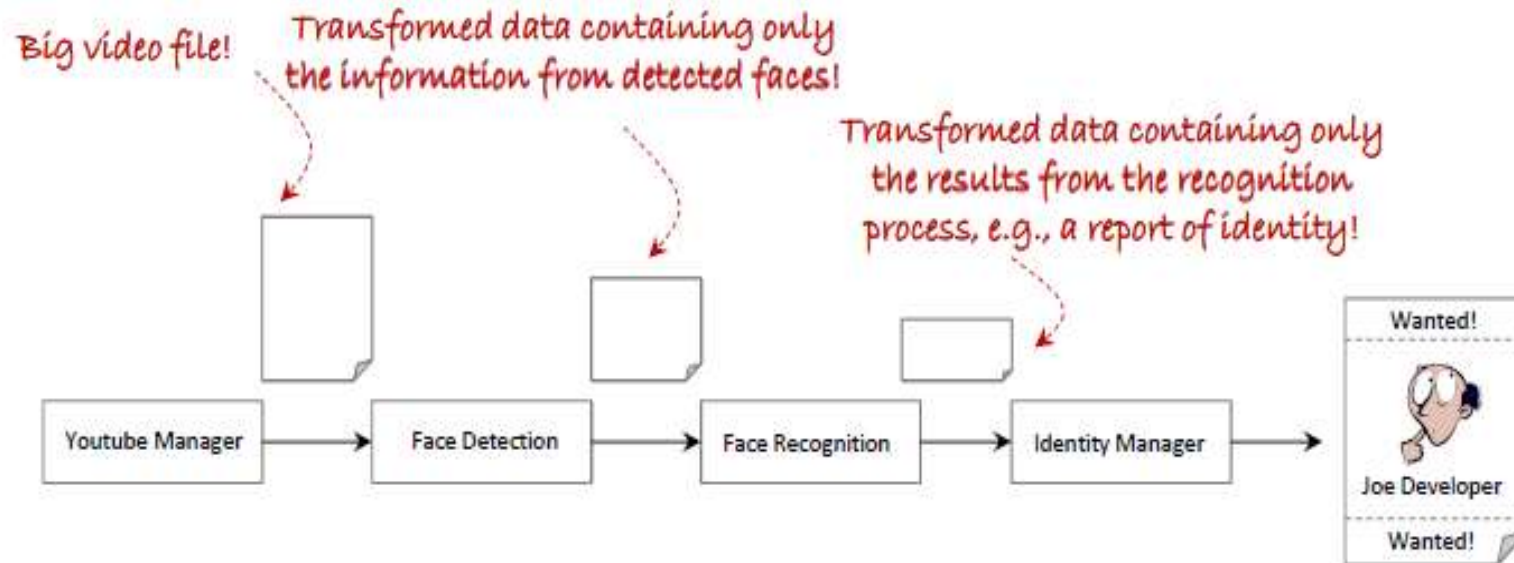 Big video file!
Transformed data containing only
the information from detected faces!
Transformed data containing only
the results from the recognition
process, e.g., a report of identity!
Youtube Manager
Face Detection
Face Recognition
Identity Manager
Wanted!
Joe Developer
Wanted!